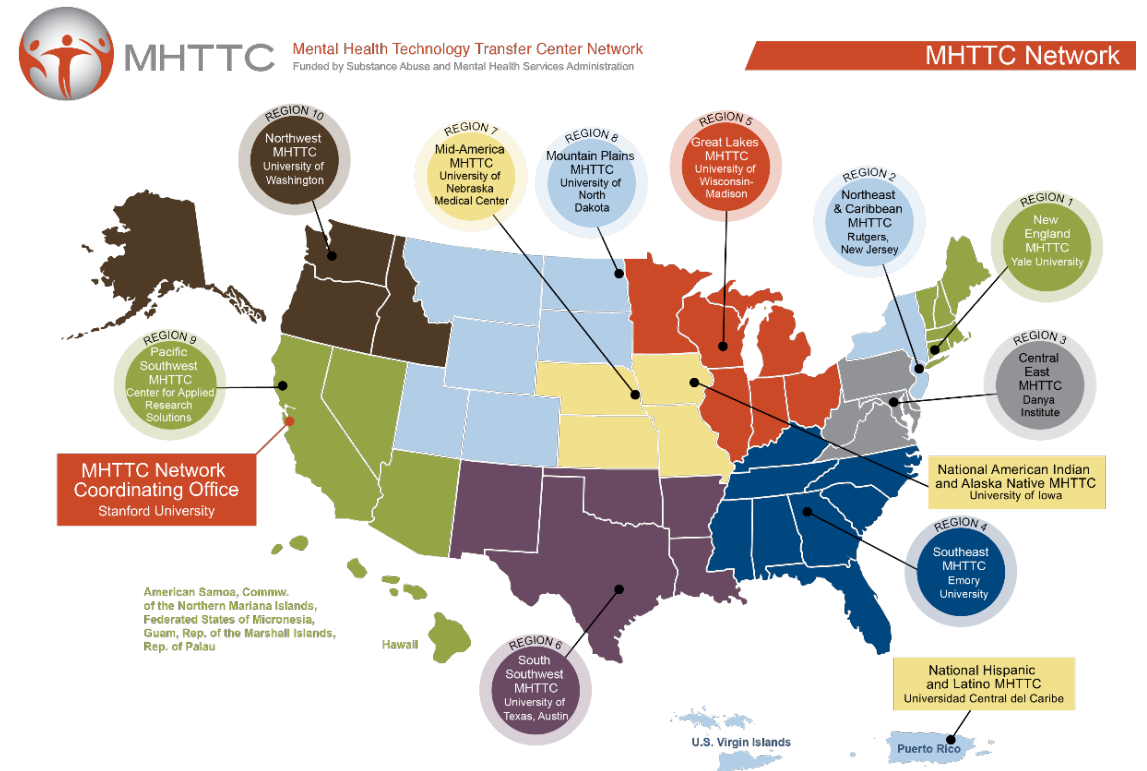 MHTTC
Mental Health Technology Transfer Center Network
Funded by Substance Abuse and Mental Health Services Administration
MHTTC Network
REGION 10
Northwest
MHTTC
University of
Washington
REGION 7
Mid-America
MHTTC
University of
Nebraska
Medical Center
REGION 8
Mountain Plains
MHTTC
University of
North
Dakota
REGION 5
Great Lakes
MHTTC
University of
Wisconsin-
Madison
REGION 2
Northeast
& Caribbean
MHTTC
Rutgers,
New Jersey
REGION 1
New
England
MHTTC
Yale University
REGION 9
Pacific
Southwest
MHTTC
Center for Applied
Research
Solutions
REGION 3
Central
East
MHTTC
Danya
Institute
MHTTC Network
Coordinating Office
Stanford University
National American Indian
and Alaska Native MHTTC
University of Iowa
REGION 4
Southeast
MHTTC
Emory
University
American Samoa, Commw.
of the Northern Mariana Islands,
Federated States of Micronesia,
Guam, Rep. of the Marshall Islands,
Rep. of Palau
Hawaii
REGION 6
South
Southwest
MHTTC
University of
Texas, Austin
National Hispanic
and Latino MHTTC
Universidad Central del Caribe
U.S. Virgin Islands
Puerto Rico